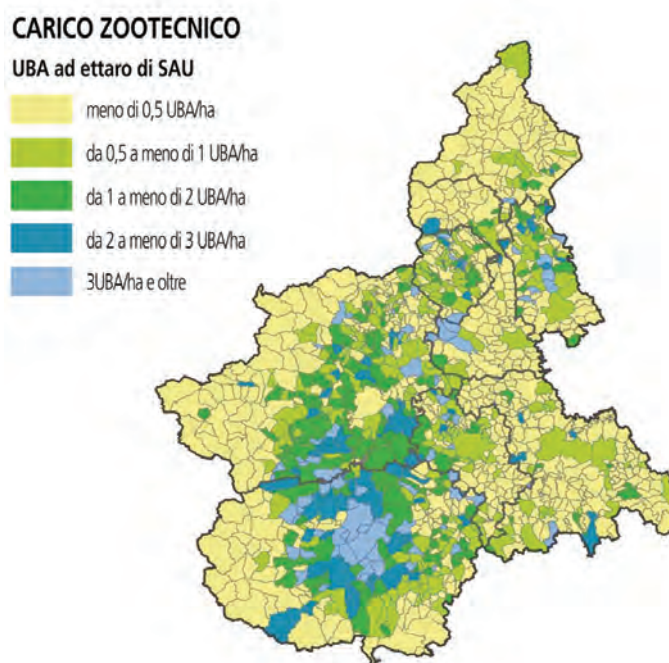 CARICO ZOOTECNICO
UBA ad ettaro di SAU
meno di 0,5 UBA/ha
da 0,5 a meno di 1 UBA/ha
da 1 a meno di 2 UBA/ha
da 2 a meno di 3 UBA/ha
3UBA/ha e oltre